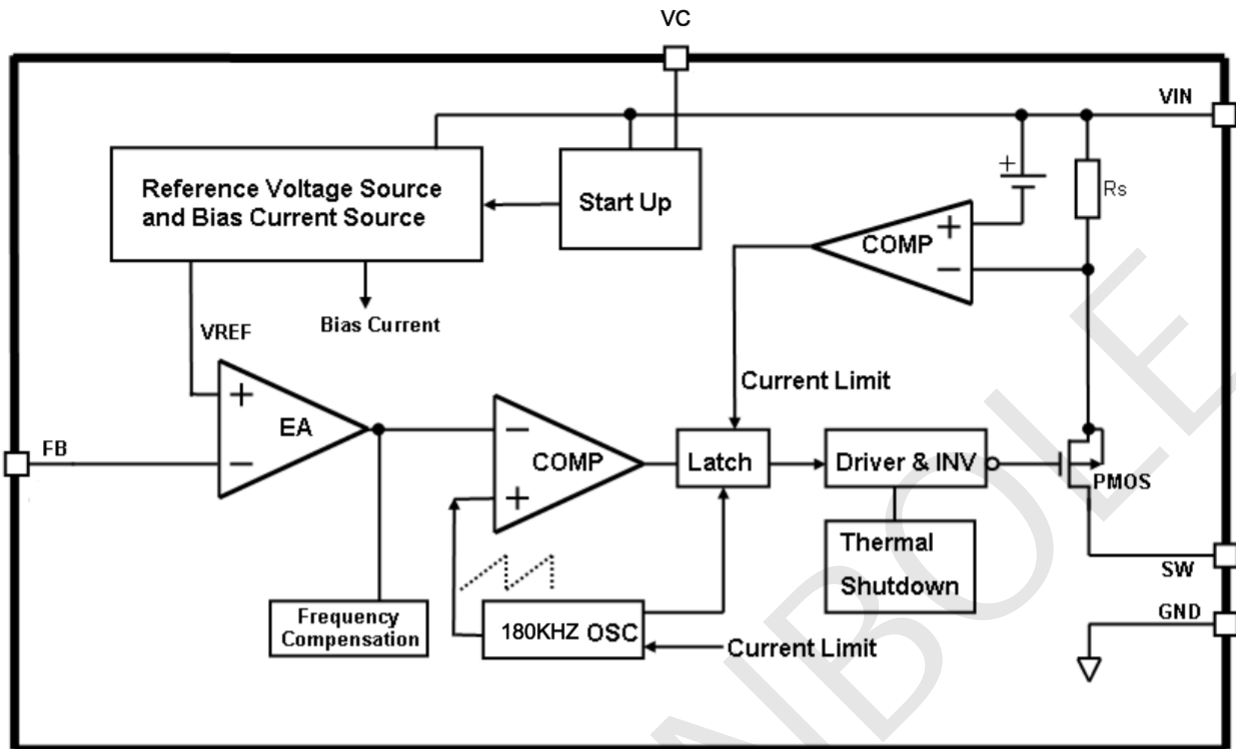 VC
VIN
Reference Voltage Source
and Bias Current Source
Start Up
+
Rs
COMP
+
−
Bias Current
VREF
Current Limit
+
EA
−
FB
−
COMP
+
Latch
Driver & INV
PMOS
Thermal
Shutdown
SW
GND
Frequency
Compensation
180KHZ OSC
Current Limit